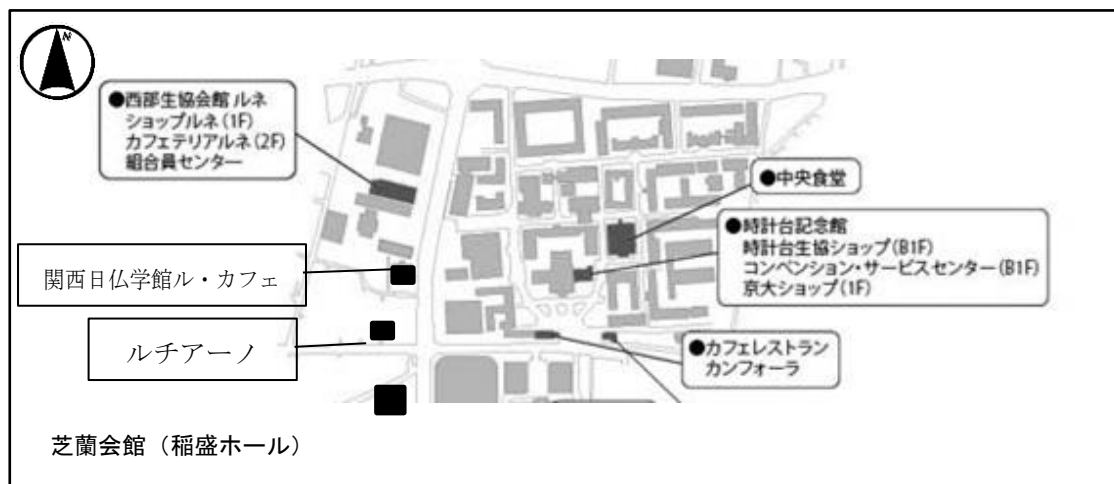 N
●西部生協会館 ルネ
ショップルネ(1F)
カフェテリアルネ(2F)
組合員センター
●中央食堂
●時計台記念館
時計台生協ショップ(B1F)
コンベンション・サービスセンター(B1F)
京大ショップ(1F)
関西日仏学館ル・カフェ
ルチアーノ
●カフェレストラン
カンフォーラ
芝蘭会館（稲盛ホール）